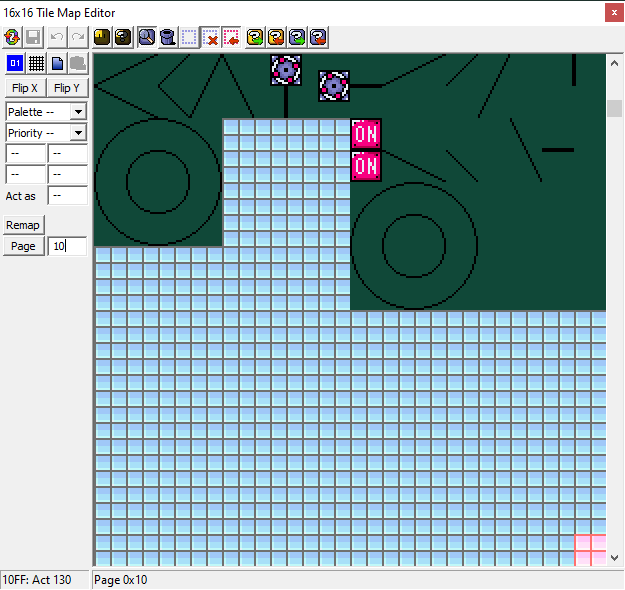 16x16 Tile Map Editor
01
Flip X Flip Y
Palette --
Priority --
-- --
-- --
Act as --
Remap
Page 10
ON
ON
10FF: Act 130 Page 0x10